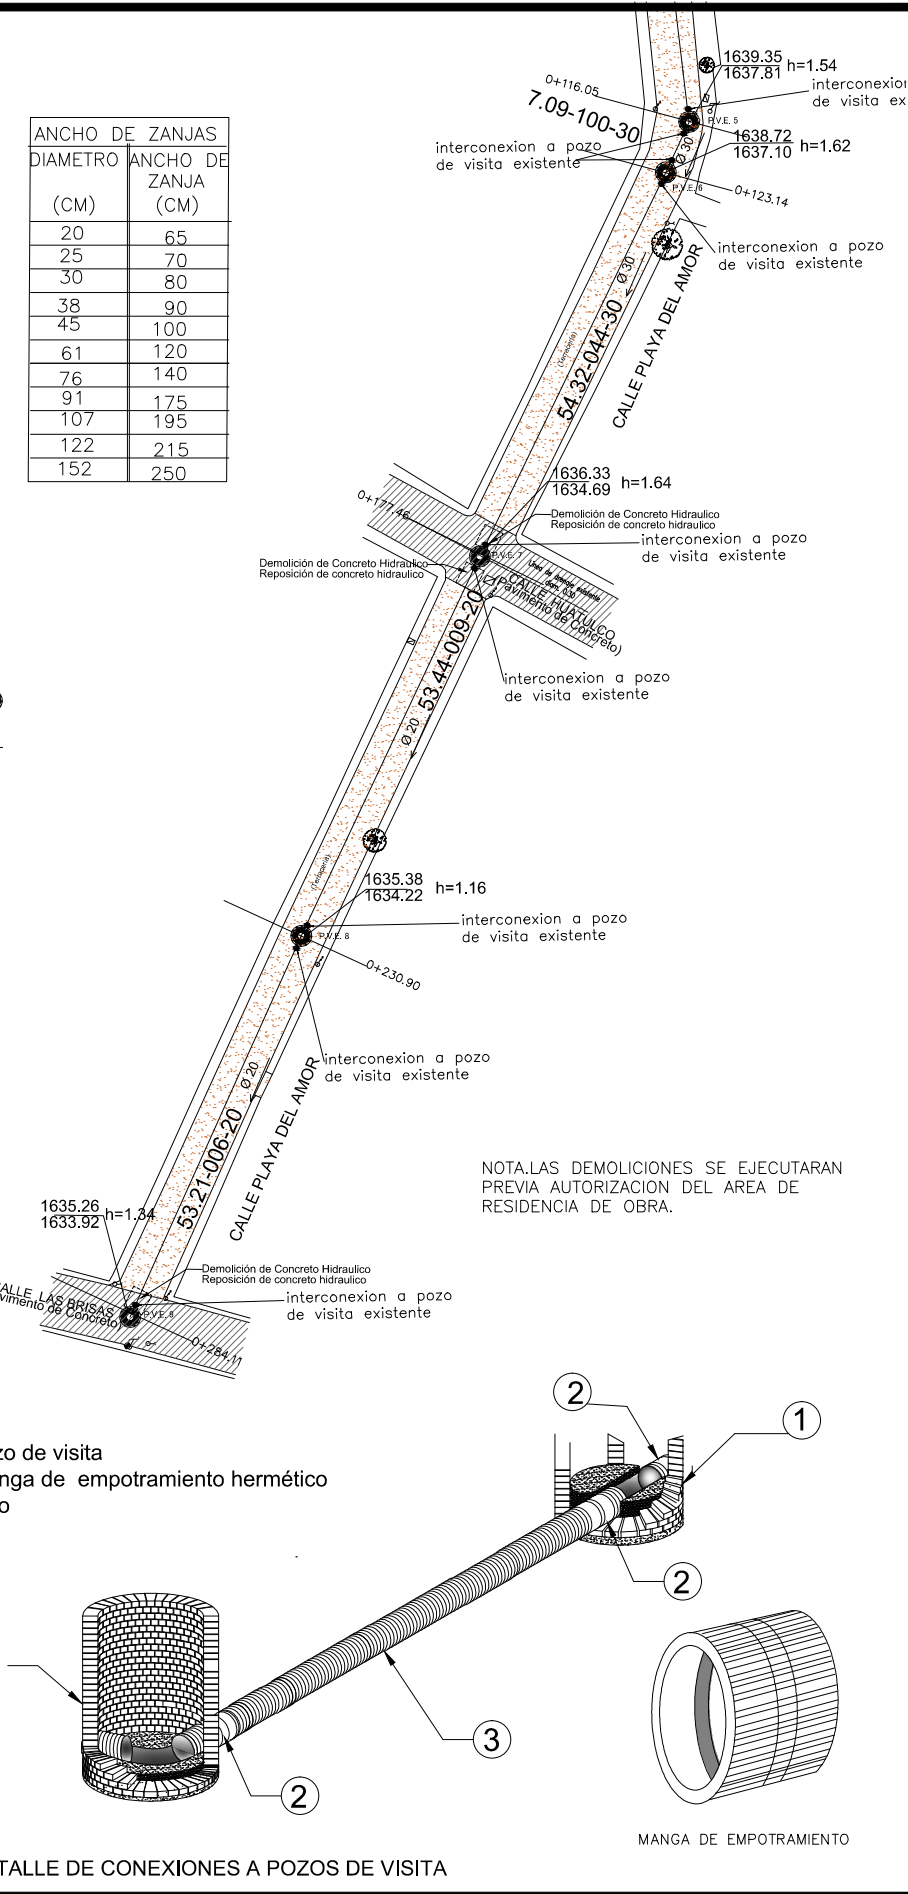 1639.35
1637.81 h=1.54
0+116.05
7.09-100-30
interconexion
de visita
P.V.E. 5
1638.72
1637.10 h=1.62
interconexion a pozo
de visita existente
Ø 30
P.V.E. 6
0+123.14
interconexion a pozo
de visita existente
ANCHO DE ZANJAS
DIAMETRO ANCHO DE
ZANJA
(CM) (CM)
20 65
25 70
30 80
38 90
45 100
61 120
76 140
91 175
107 195
122 215
152 250
Ø 30
CALLE PLAYA DEL AMOR
(Terraceria)
54.32-044-30
1636.33
1634.69 h=1.64
0+177.46
Demolición de Concreto Hidraulico
Reposición de concreto hidraulico
interconexion a pozo
de visita existente
P.V.E. 7
Demolición de Concreto Hidraulico
Reposición de concreto hidraulico
Linea de drenaje existente
CALLE HUATULCO
(Pavimento de Concreto)
N
53.44-009-20
interconexion a pozo
de visita existente
Ø 20
(Terraceria)
1635.38
1634.22 h=1.16
interconexion a pozo
de visita existente
P.V.E. 8
0+230.90
interconexion a pozo
de visita existente
Ø 20
CALLE PLAYA DEL AMOR
53.21-006-20
NOTA.LAS DEMOLICIONES SE EJECUTARAN
PREVIA AUTORIZACION DEL AREA DE
RESIDENCIA DE OBRA.
1635.26
1633.92 h=1.34
Demolición de Concreto Hidraulico
Reposición de concreto hidraulico
interconexion a pozo
de visita existente
CALLE LAS BRISAS
de Concreto)
P.V.E. 9
0+284.11
2
1
de visita
de empotramiento hermético
2
3
2
MANGA DE EMPOTRAMIENTO
TALLE DE CONEXIONES A POZOS DE VISITA